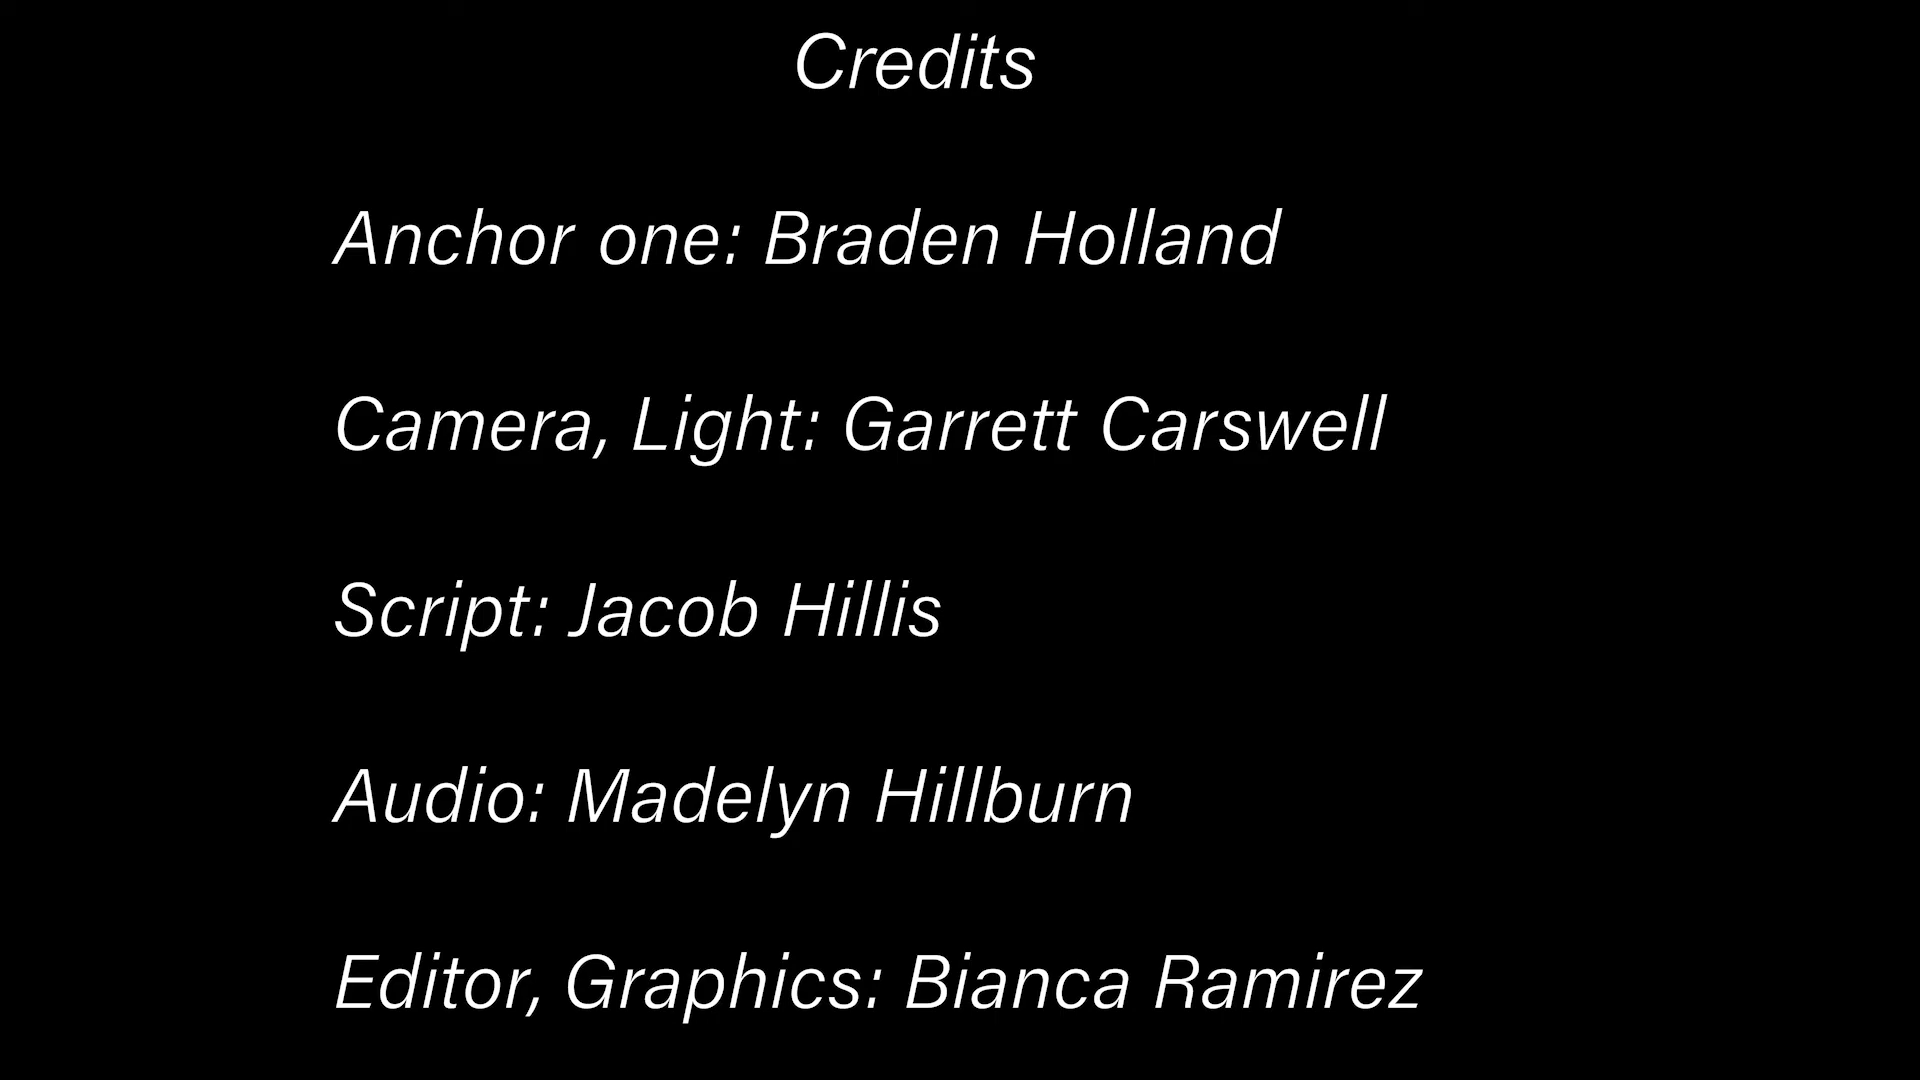 Credits
Anchor one: Braden Holland
Camera, Light: Garrett Carswell
Script: Jacob Hillis
Audio: Madelyn Hillburn
Editor, Graphics: Bianca Ramirez